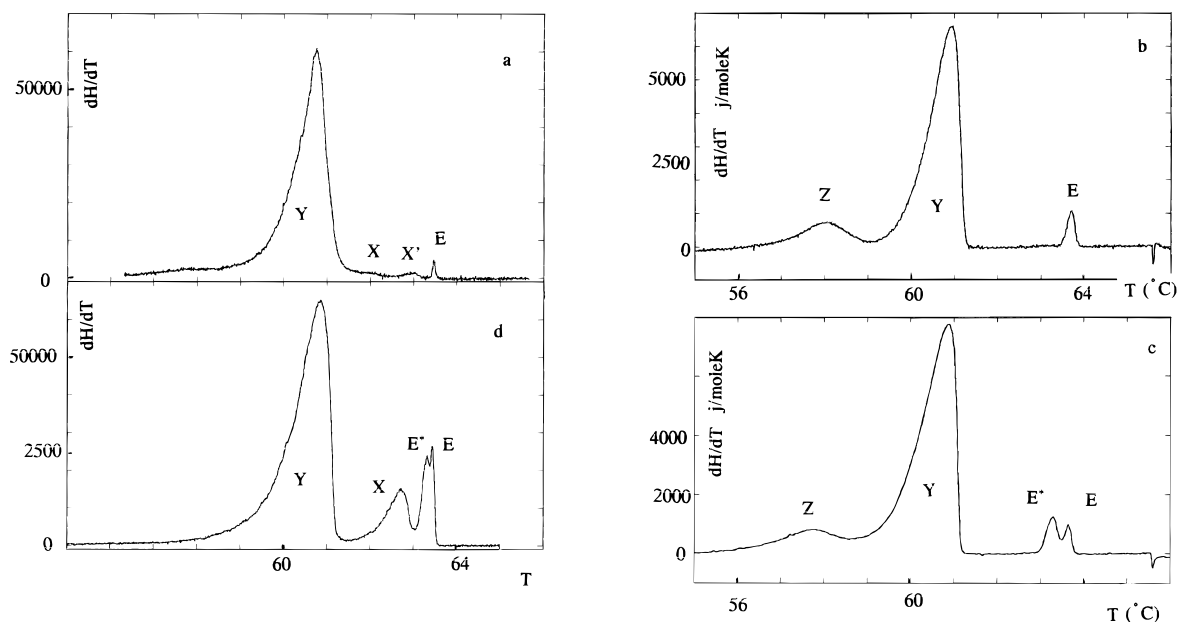 a
dH/dT
50000
Y
X
X'
E
0
d
dH/dT
50000
2500
Y
X
E*
E
0
60
64
T
b
dH/dT j/moleK
5000
2500
0
Z
Y
E
56
60
64
T (°C)
c
dH/dT j/moleK
4000
2000
0
Z
Y
E*
E
56
60
T (°C)